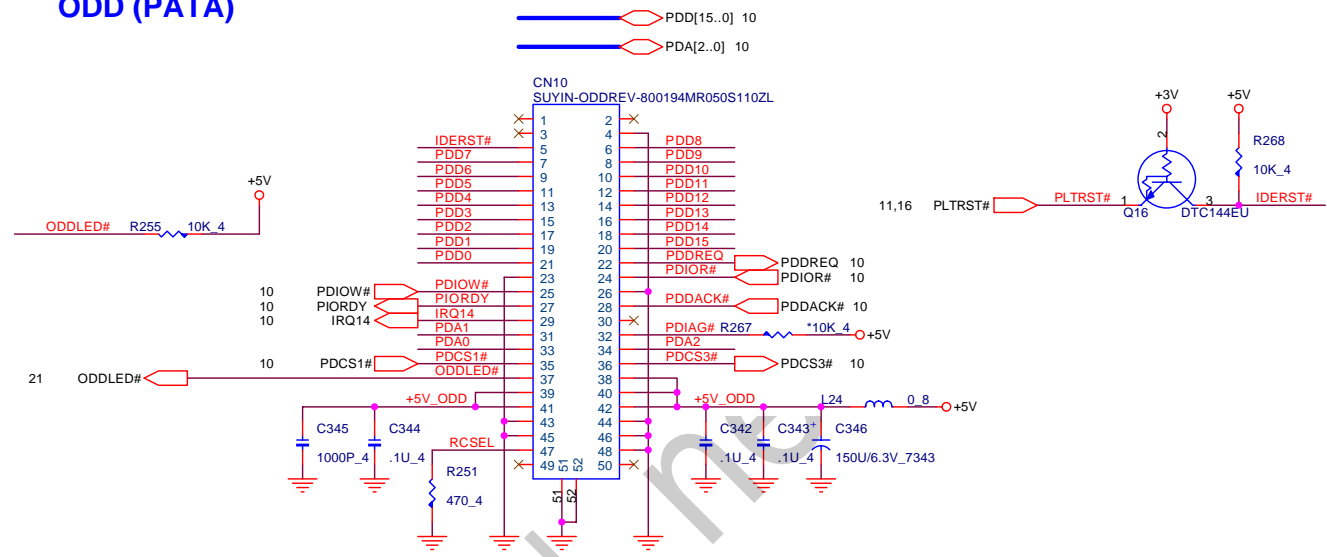 ODD (PATA)
PDD[15..0] 10
PDA[2..0] 10
CN10
SUYIN-ODDREV-800194MR050S110ZL
1 2
3 4
IDERST# 5 6 PDD8
PDD7 7 8 PDD9
PDD6 9 10 PDD10
PDD5 11 12 PDD11
PDD4 13 14 PDD12
PDD3 15 16 PDD13
PDD2 17 18 PDD14
PDD1 19 20 PDD15
PDD0 21 22 PDDREQ PDDREQ 10
23 24 PDIOR# PDIOR# 10
10 PDIOW# PDIOW# 25 26
10 PIORDY PIORDY 27 28 PDDACK# PDDACK# 10
10 IRQ14 IRQ14 29 30
PDA1 31 32 PDIAG# R267 *10K_4 +5V
PDA0 33 34 PDA2
10 PDCS1# PDCS1# 35 36 PDCS3# PDCS3# 10
21 ODDLED# ODDLED# 37 38
39 40
+5V_ODD 41 42 +5V_ODD L24 0_8 +5V
43 44
45 46
RCSEL 47 48
49 50
51 52
51 52
+5V
ODDLED# R255 10K_4
C345 C344
1000P_4 .1U_4
R251
470_4
C342 C343 + C346
.1U_4 .1U_4 150U/6.3V_7343
+3V +5V
2
R268
10K_4
11,16 PLTRST# PLTRST# 1 3 IDERST#
Q16 DTC144EU